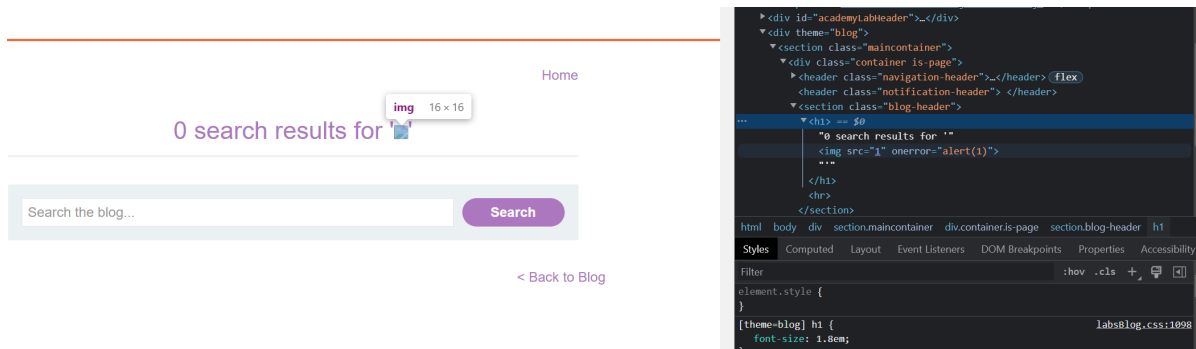 Home
img 16 × 16
0 search results for ''
Search the blog...
Search
< Back to Blog
<div id="academyLabHeader">…</div>
<div theme="blog">
<section class="maincontainer">
<div class="container is-page">
<header class="navigation-header">…</header> flex
<header class="notification-header"> </header>
<section class="blog-header">
… <h1> == $0
"0 search results for '"
<img src="1" onerror="alert(1)">
"'"
</h1>
<hr>
</section>
html body div section.maincontainer div.container.is-page section.blog-header h1
Styles Computed Layout Event Listeners DOM Breakpoints Properties Accessibility
Filter :hov .cls +
element.style {
}
[theme=blog] h1 { labsBlog.css:1098
font-size: 1.8em;